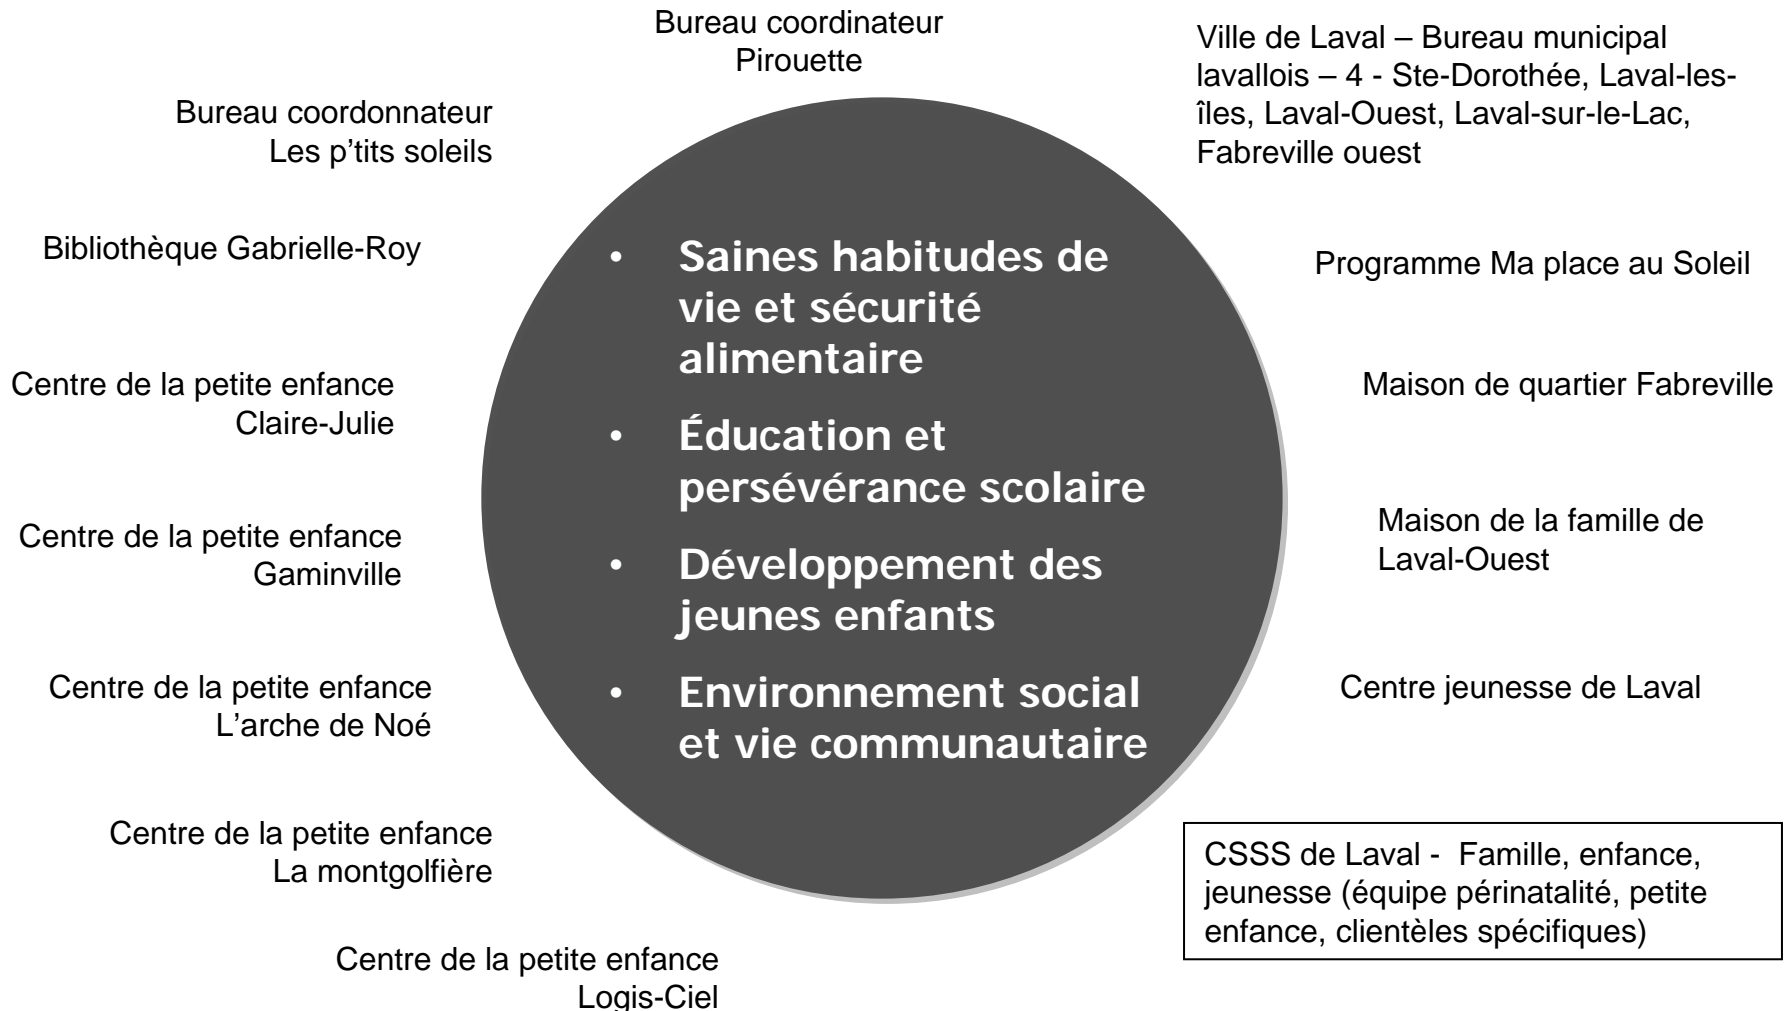 Bureau coordinateur
Pirouette
Ville de Laval – Bureau municipal
lavallois – 4 - Ste-Dorothée, Laval-les-
îles, Laval-Ouest, Laval-sur-le-Lac,
Fabreville ouest
Bureau coordonnateur
Les p’tits soleils
Bibliothèque Gabrielle-Roy
Centre de la petite enfance
Claire-Julie
Centre de la petite enfance
Gaminville
Centre de la petite enfance
L’arche de Noé
Centre de la petite enfance
La montgolfière
Centre de la petite enfance
Logis-Ciel
• Saines habitudes de
vie et sécurité
alimentaire
• Éducation et
persévérance scolaire
• Développement des
jeunes enfants
• Environnement social
et vie communautaire
Programme Ma place au Soleil
Maison de quartier Fabreville
Maison de la famille de
Laval-Ouest
Centre jeunesse de Laval
CSSS de Laval - Famille, enfance,
jeunesse (équipe périnatalité, petite
enfance, clientèles spécifiques)